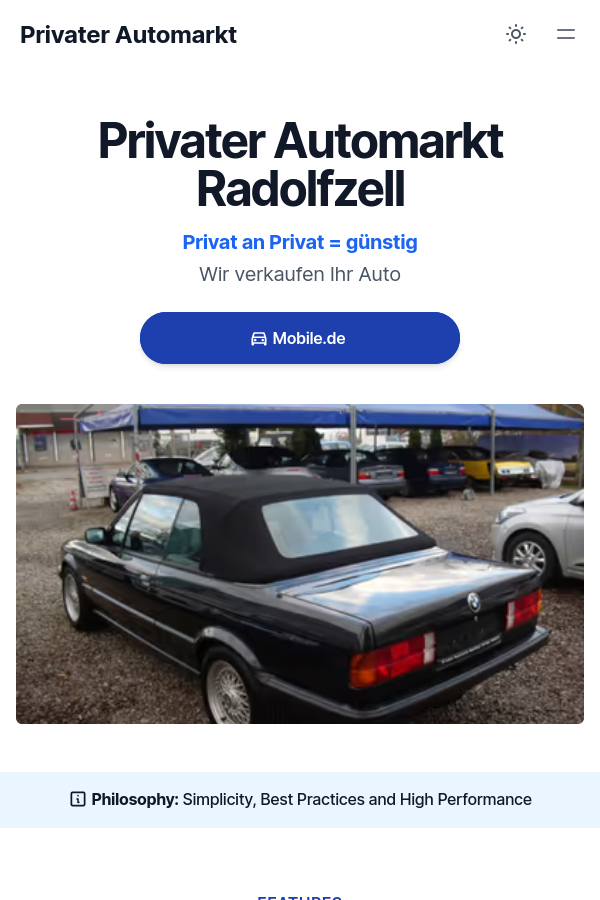 Privater Automarkt
Privater Automarkt
Radolfzell
Privat an Privat = günstig
Wir verkaufen Ihr Auto
Mobile.de
Philosophy: Simplicity, Best Practices and High Performance
FEATURES